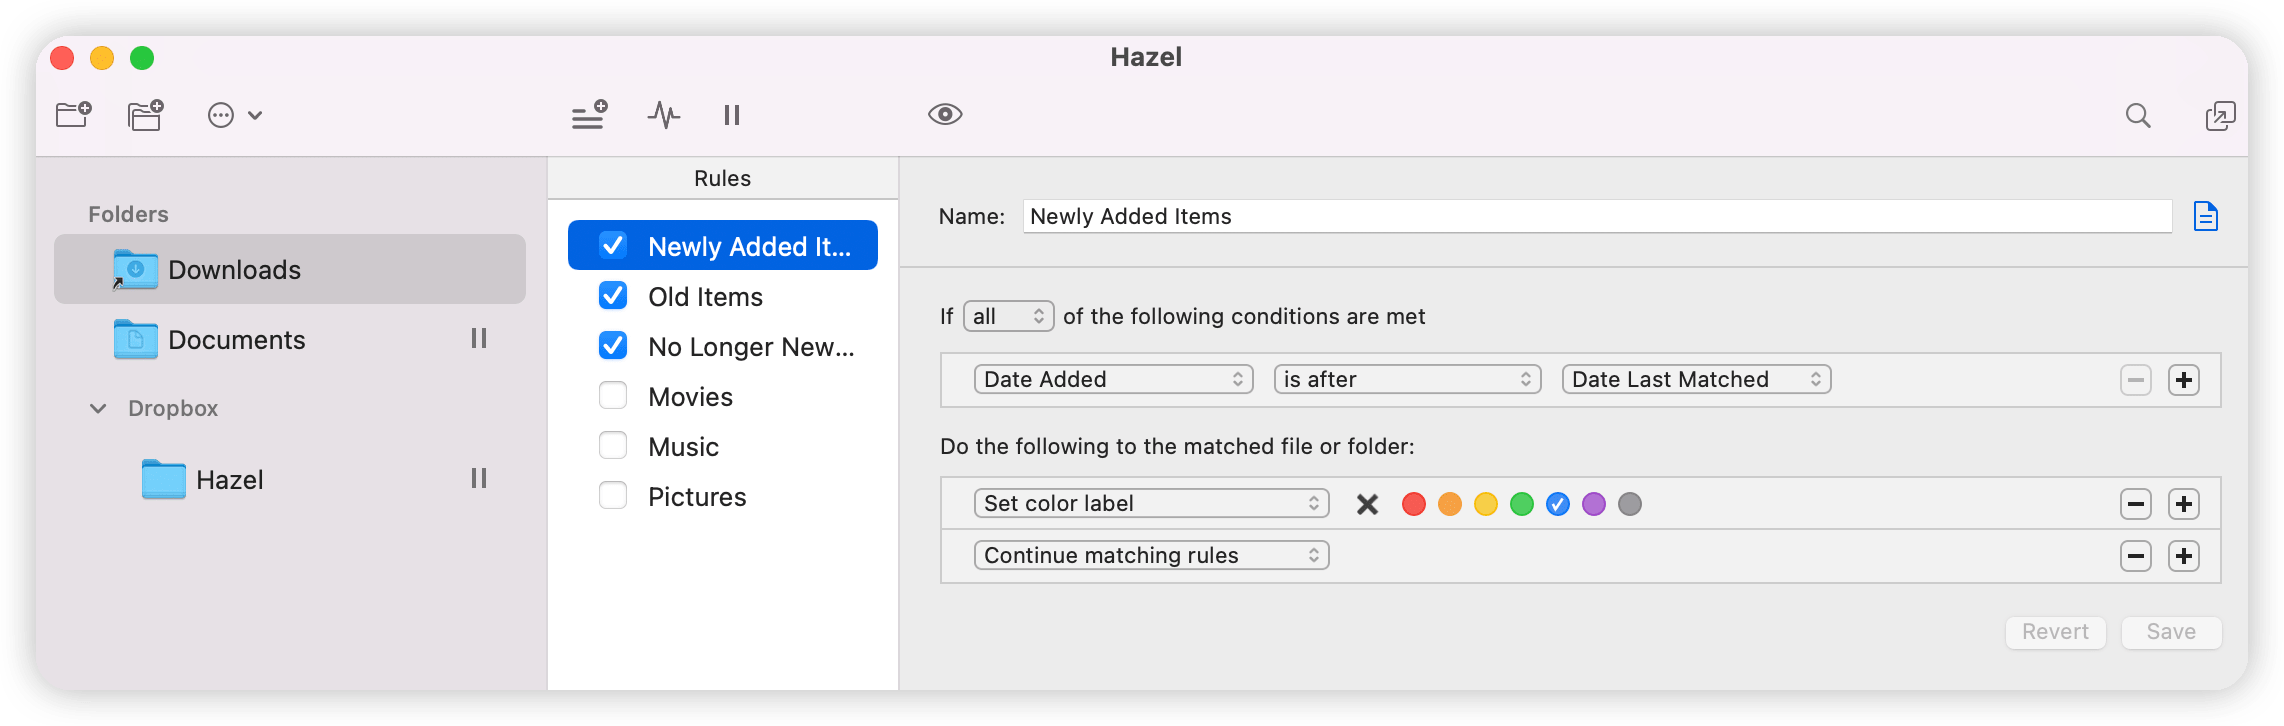 Hazel
Folders
Downloads
Documents
Dropbox
Hazel
Rules
Newly Added It...
Old Items
No Longer New...
Movies
Music
Pictures
Name: Newly Added Items
If all of the following conditions are met
Date Added is after Date Last Matched
Do the following to the matched file or folder:
Set color label
Continue matching rules
Revert Save